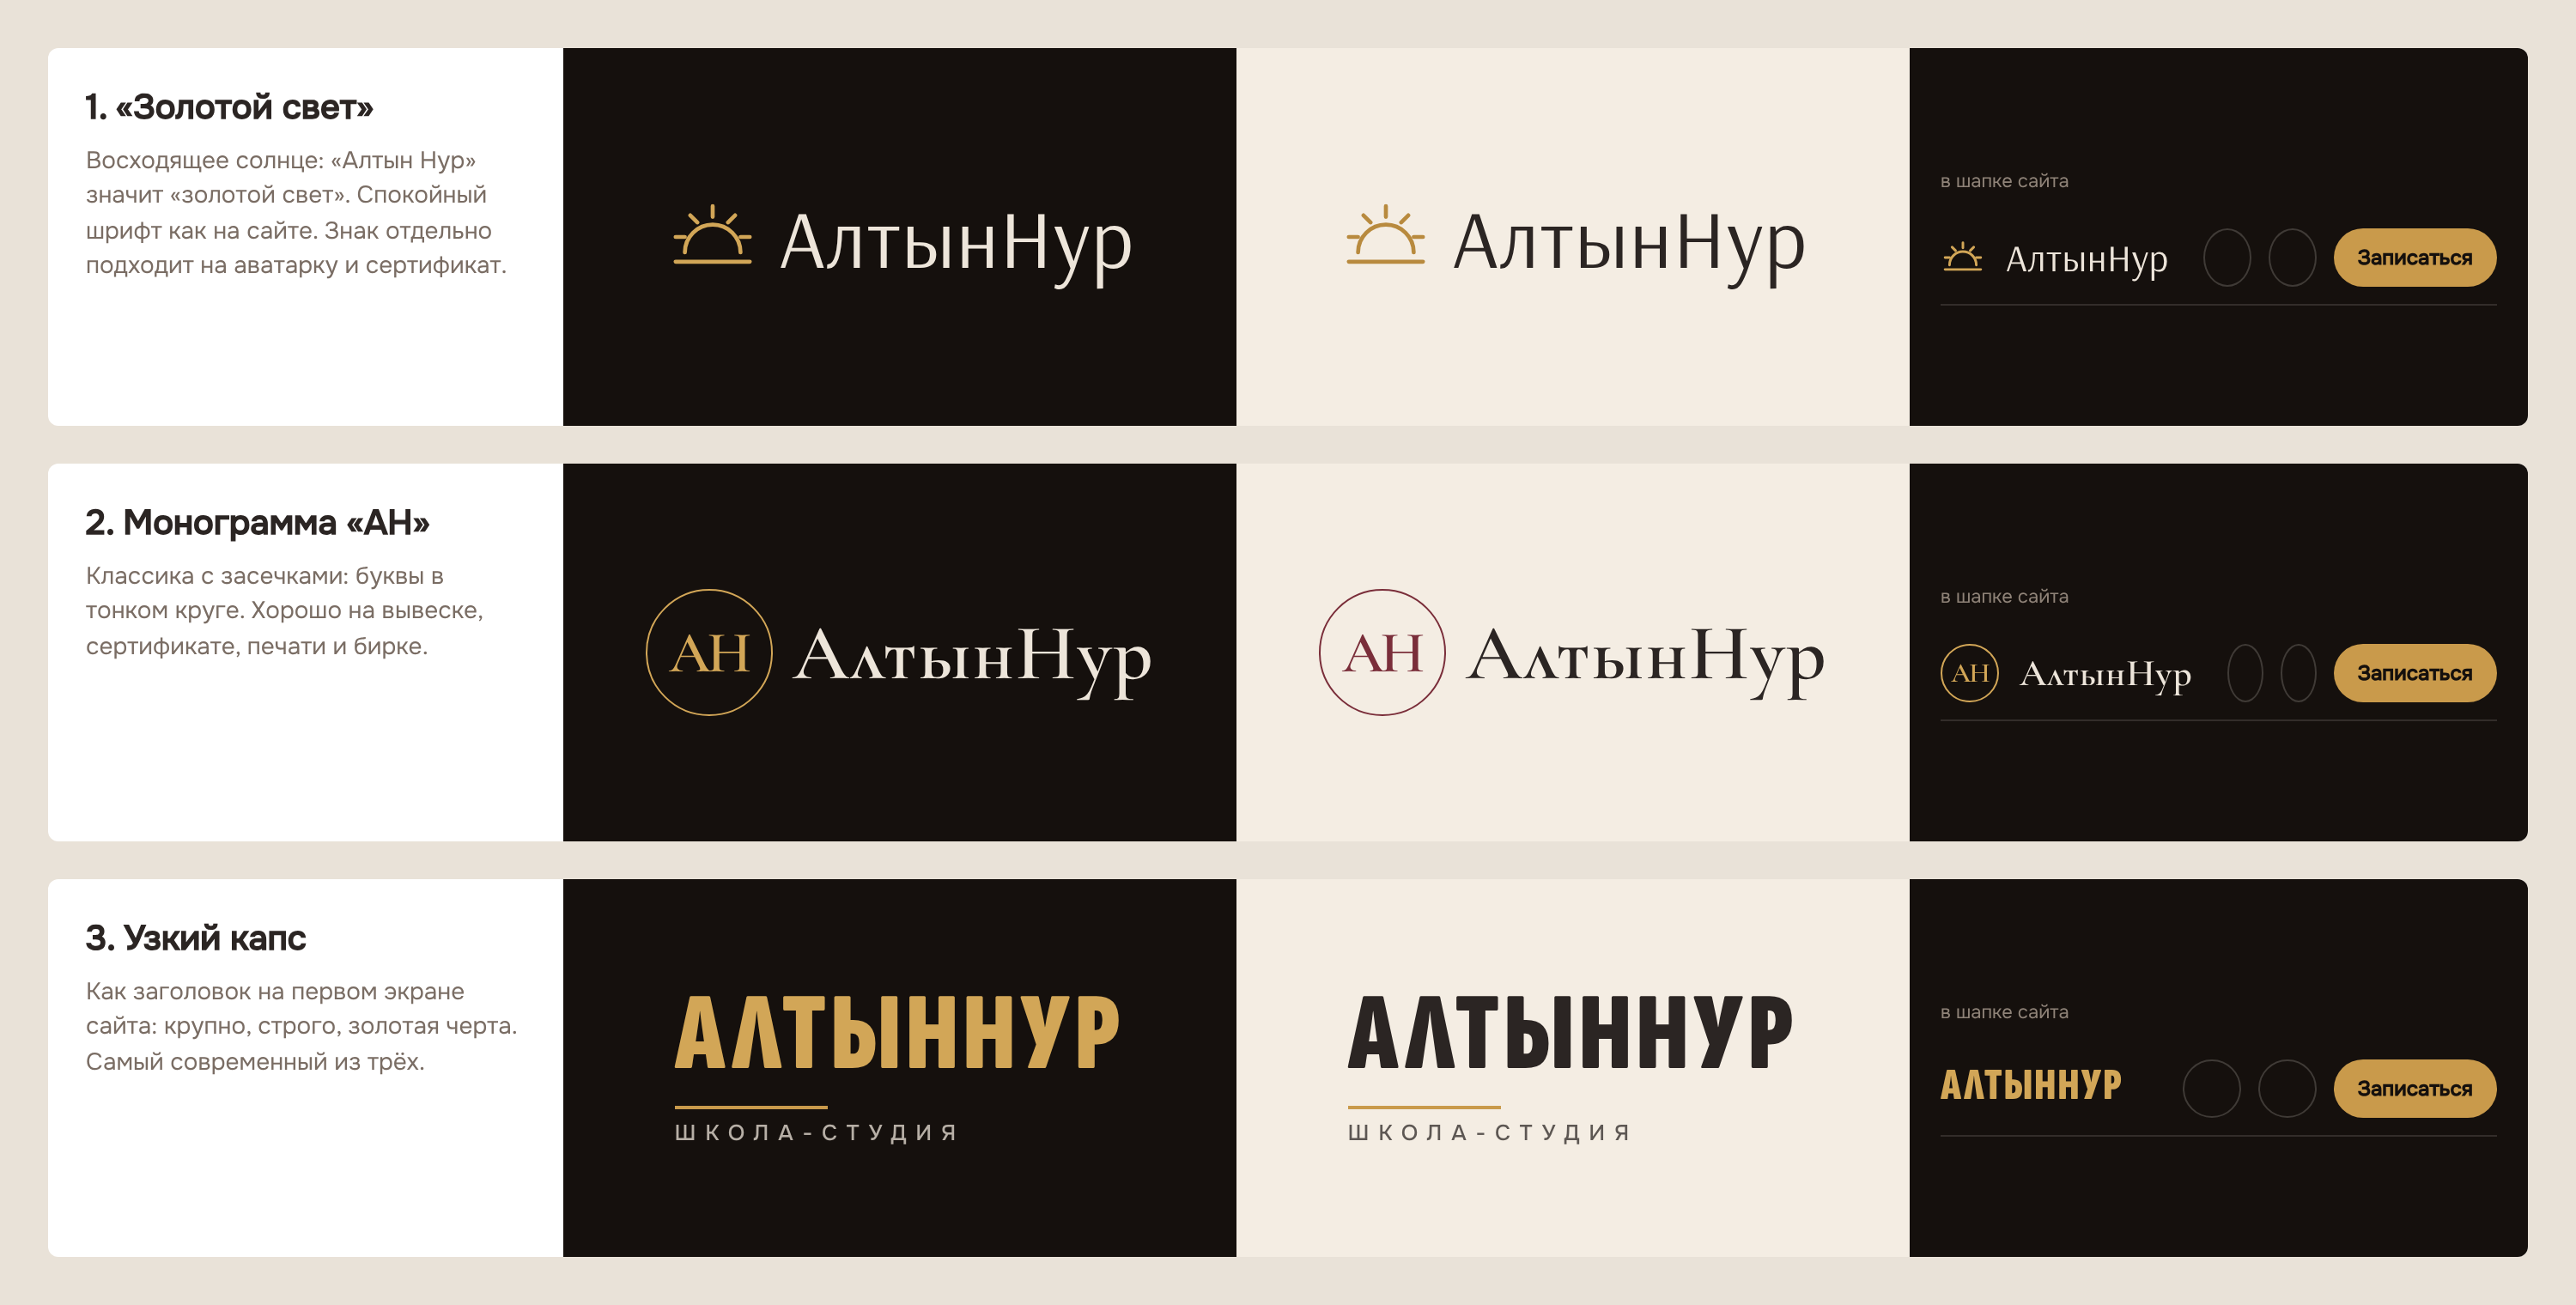 1. «Золотой свет»
Восходящее солнце: «Алтын Нур»
значит «золотой свет». Спокойный
шрифт как на сайте. Знак отдельно
подходит на аватарку и сертификат.
АлтынНур
АлтынНур
в шапке сайта
АлтынНур
Записаться
2. Монограмма «АН»
Классика с засечками: буквы в
тонком круге. Хорошо на вывеске,
сертификате, печати и бирке.
АН АлтынНур
АН АлтынНур
в шапке сайта
АН АлтынНур
Записаться
3. Узкий капс
Как заголовок на первом экране
сайта: крупно, строго, золотая черта.
Самый современный из трёх.
АЛТЫННУР
ШКОЛА-СТУДИЯ
АЛТЫННУР
ШКОЛА-СТУДИЯ
в шапке сайта
АЛТЫННУР
Записаться